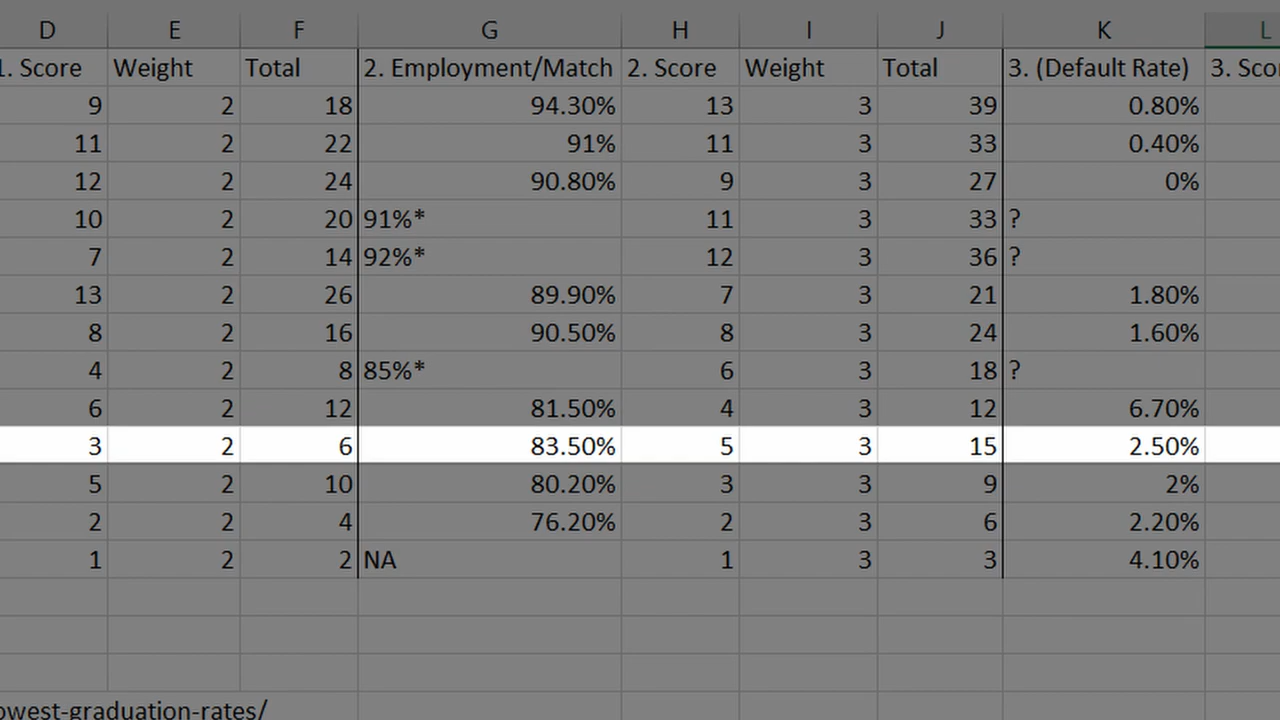 D E F G H I J K L
1. Score Weight Total 2. Employment/Match 2. Score Weight Total 3. (Default Rate) 3. Sco
9 2 18 94.30% 13 3 39 0.80%
11 2 22 91% 11 3 33 0.40%
12 2 24 90.80% 9 3 27 0%
10 2 20 91%* 11 3 33 ?
7 2 14 92%* 12 3 36 ?
13 2 26 89.90% 7 3 21 1.80%
8 2 16 90.50% 8 3 24 1.60%
4 2 8 85%* 6 3 18 ?
6 2 12 81.50% 4 3 12 6.70%
3 2 6 83.50% 5 3 15 2.50%
5 2 10 80.20% 3 3 9 2%
2 2 4 76.20% 2 3 6 2.20%
1 2 2 NA 1 3 3 4.10%
owest-graduation-rates/